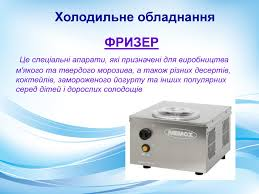 Холодильне обладнання
ФРИЗЕР
Це спеціальні апарати, які призначені для виробництва
м'якого та твердого морозива, а також різних десертів,
коктейлів, замороженого йогурту та інших популярних
серед дітей і дорослих солодощів
NEMOX